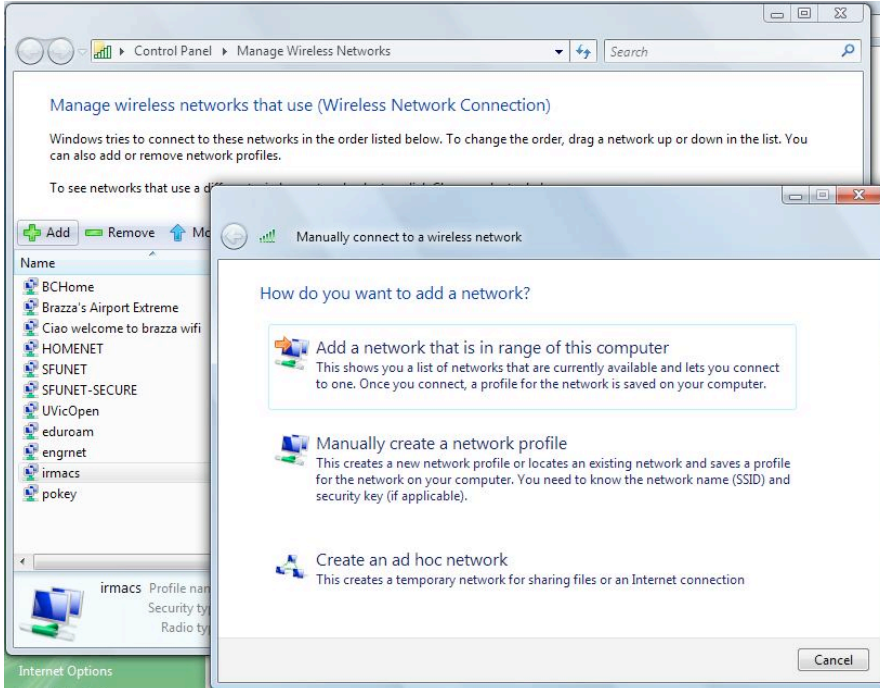 Control Panel ▸ Manage Wireless Networks
Search
Manage wireless networks that use (Wireless Network Connection)
Windows tries to connect to these networks in the order listed below. To change the order, drag a network up or down in the list. You
can also add or remove network profiles.
To see networks that use a
Add Remove Mo
Name
BCHome
Brazza's Airport Extreme
Ciao welcome to brazza wifi
HOMENET
SFUNET
SFUNET-SECURE
UVicOpen
eduroam
engrnet
irmacs
pokey
irmacs Profile nam
Security ty
Radio ty
Internet Options
Manually connect to a wireless network
How do you want to add a network?
Add a network that is in range of this computer
This shows you a list of networks that are currently available and lets you connect
to one. Once you connect, a profile for the network is saved on your computer.
Manually create a network profile
This creates a new network profile or locates an existing network and saves a profile
for the network on your computer. You need to know the network name (SSID) and
security key (if applicable).
Create an ad hoc network
This creates a temporary network for sharing files or an Internet connection
Cancel